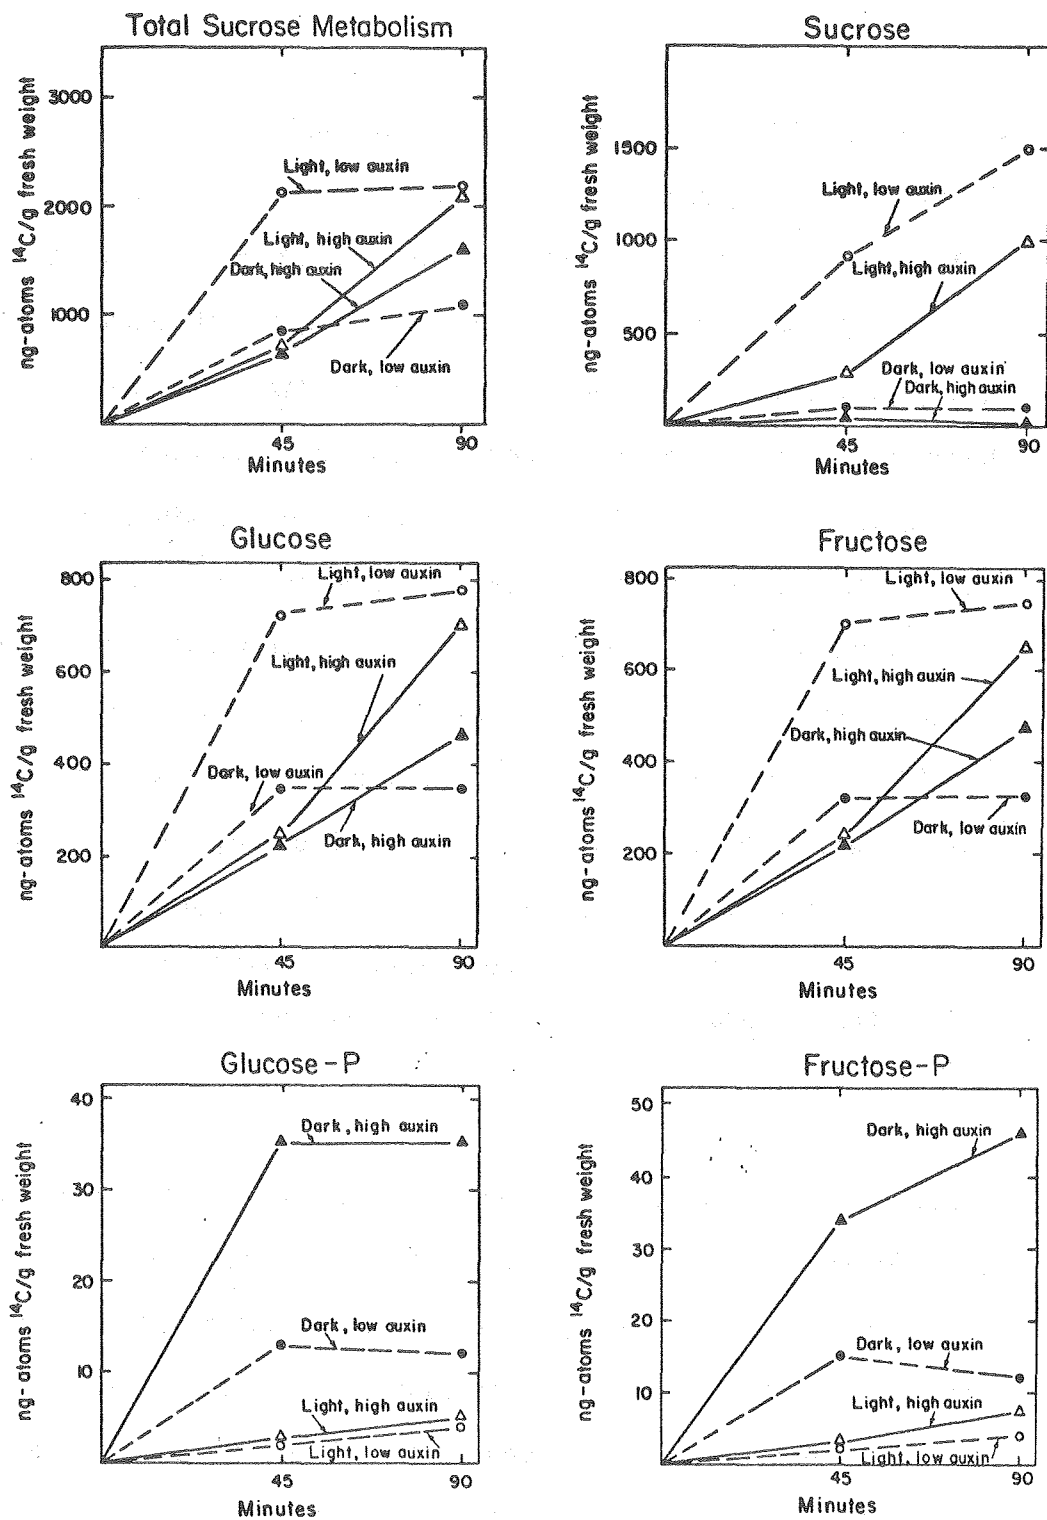 Total Sucrose Metabolism
ng-atoms ¹⁴C/g fresh weight
3000
2000
1000
Light, low auxin
Light, high auxin
Dark, high auxin
Dark, low auxin
45
90
Minutes
Sucrose
ng-atoms ¹⁴C/g fresh weight
1500
1000
500
Light, low auxin
Light, high auxin
Dark, low auxin
Dark, high auxin
45
90
Minutes
Glucose
ng-atoms ¹⁴C/g fresh weight
800
600
400
200
Light, low auxin
Light, high auxin
Dark, low auxin
Dark, high auxin
45
90
Minutes
Fructose
ng-atoms ¹⁴C/g fresh weight
800
600
400
200
Light, low auxin
Light, high auxin
Dark, high auxin
Dark, low auxin
45
90
Minutes
Glucose-P
ng-atoms ¹⁴C/g fresh weight
40
30
20
10
Dark, high auxin
Dark, low auxin
Light, high auxin
Light, low auxin
45
90
Minutes
Fructose-P
ng-atoms ¹⁴C/g fresh weight
50
40
30
20
10
Dark, high auxin
Dark, low auxin
Light, high auxin
Light, low auxin
45
90
Minutes